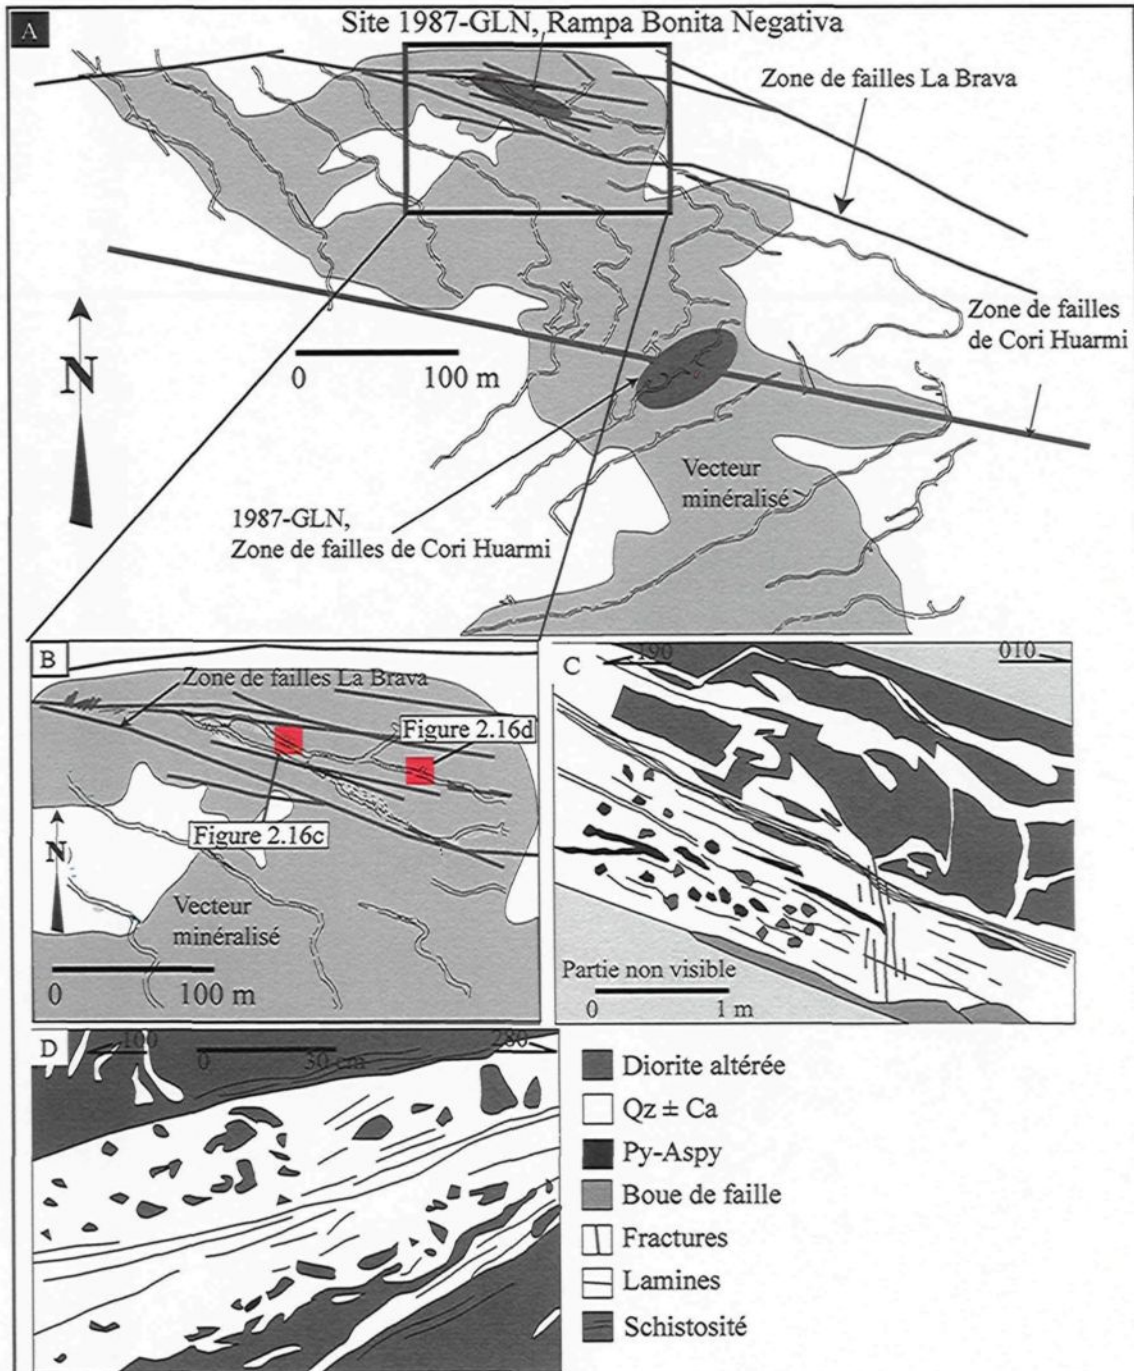 A
Site 1987-GLN, Rampa Bonita Negativa
Zone de failles La Brava
Zone de failles
de Cori Huarmi
N
0 100 m
Vecteur
minéralisé
1987-GLN,
Zone de failles de Cori Huarmi
B
Zone de failles La Brava
Figure 2.16d
Figure 2.16c
N
Vecteur
minéralisé
0 100 m
C
190
010
Partie non visible
0 1 m
D
100
280
0 30 cm
Diorite altérée
Qz ± Ca
Py-Aspy
Boue de faille
Fractures
Lamines
Schistosité